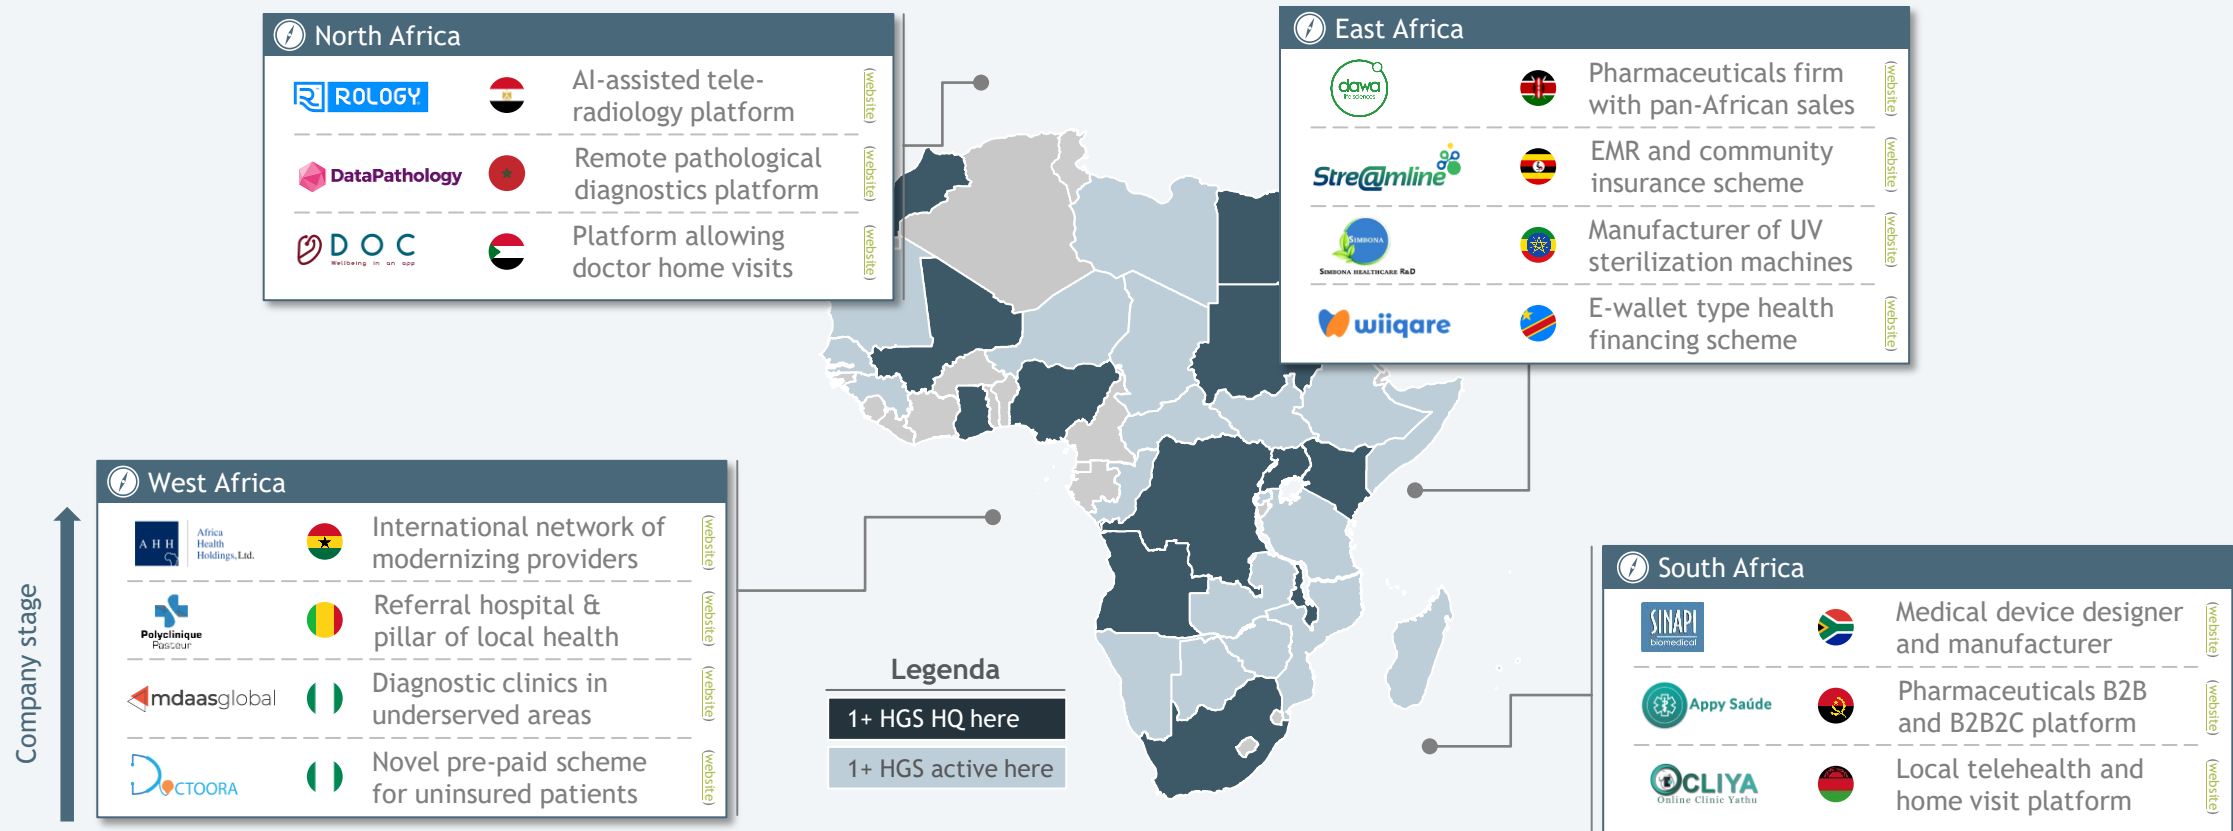 North Africa
ROLOGY
AI-assisted tele-
radiology platform
(website)
DataPathology
Remote pathological
diagnostics platform
(website)
DOC
Wellbeing in an app
Platform allowing
doctor home visits
(website)
East Africa
dawa
life sciences
Pharmaceuticals firm
with pan-African sales
(website)
Stre@mline
EMR and community
insurance scheme
(website)
SIMBONA
SIMBONA HEALTHCARE R&D
Manufacturer of UV
sterilization machines
(website)
wiiqare
E-wallet type health
financing scheme
(website)
Company stage
West Africa
AHH
Africa
Health
Holdings, Ltd.
International network of
modernizing providers
(website)
Polyclinique
Pasteur
Referral hospital &
pillar of local health
(website)
mdaasglobal
Diagnostic clinics in
underserved areas
(website)
DOCTOORA
Novel pre-paid scheme
for uninsured patients
(website)
Legenda
1+ HGS HQ here
1+ HGS active here
South Africa
SINAPI
biomedical
Medical device designer
and manufacturer
(website)
Appy Saúde
Pharmaceuticals B2B
and B2B2C platform
(website)
OCLIYA
Online Clinic Yathu
Local telehealth and
home visit platform
(website)